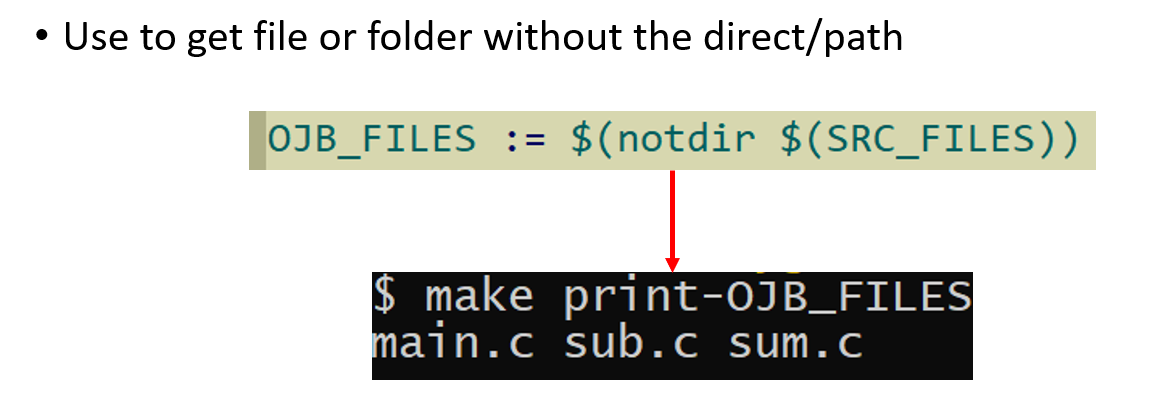 • Use to get file or folder without the direct/path
OJB_FILES := $(notdir $(SRC_FILES))
$ make print-OJB_FILES
main.c sub.c sum.c